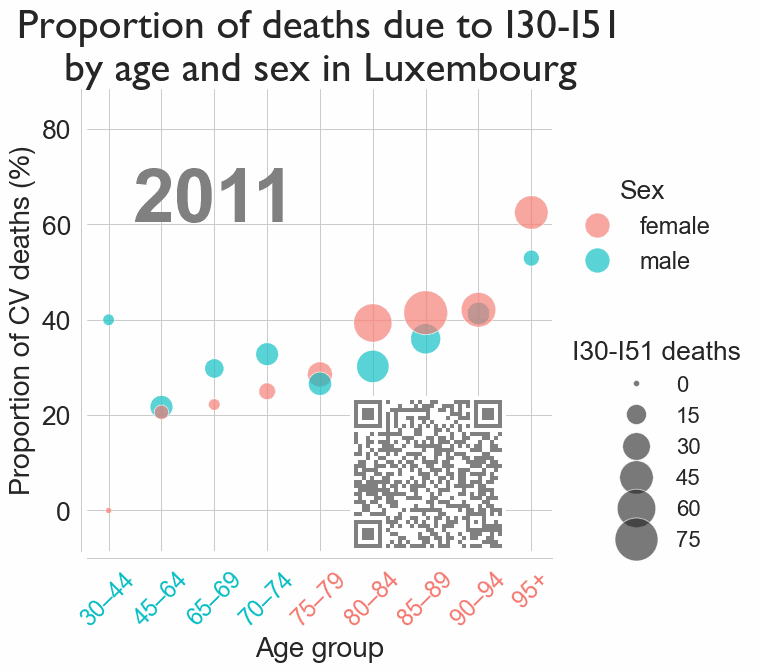 Proportion of deaths due to I30-I51
by age and sex in Luxembourg
Proportion of CV deaths (%)
80
60
40
20
0
2011
30–44
45–64
65–69
70–74
75–79
80–84
85–89
90–94
95+
Age group
Sex
female
male
I30-I51 deaths
0
15
30
45
60
75